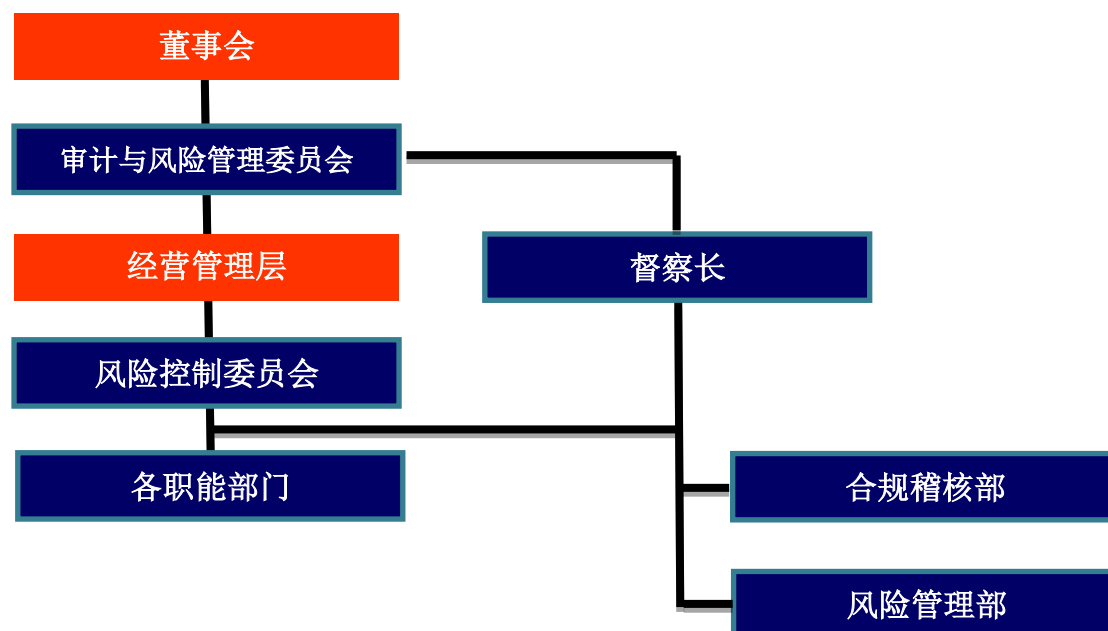 董事会
审计与风险管理委员会
经营管理层
督察长
风险控制委员会
各职能部门
合规稽核部
风险管理部